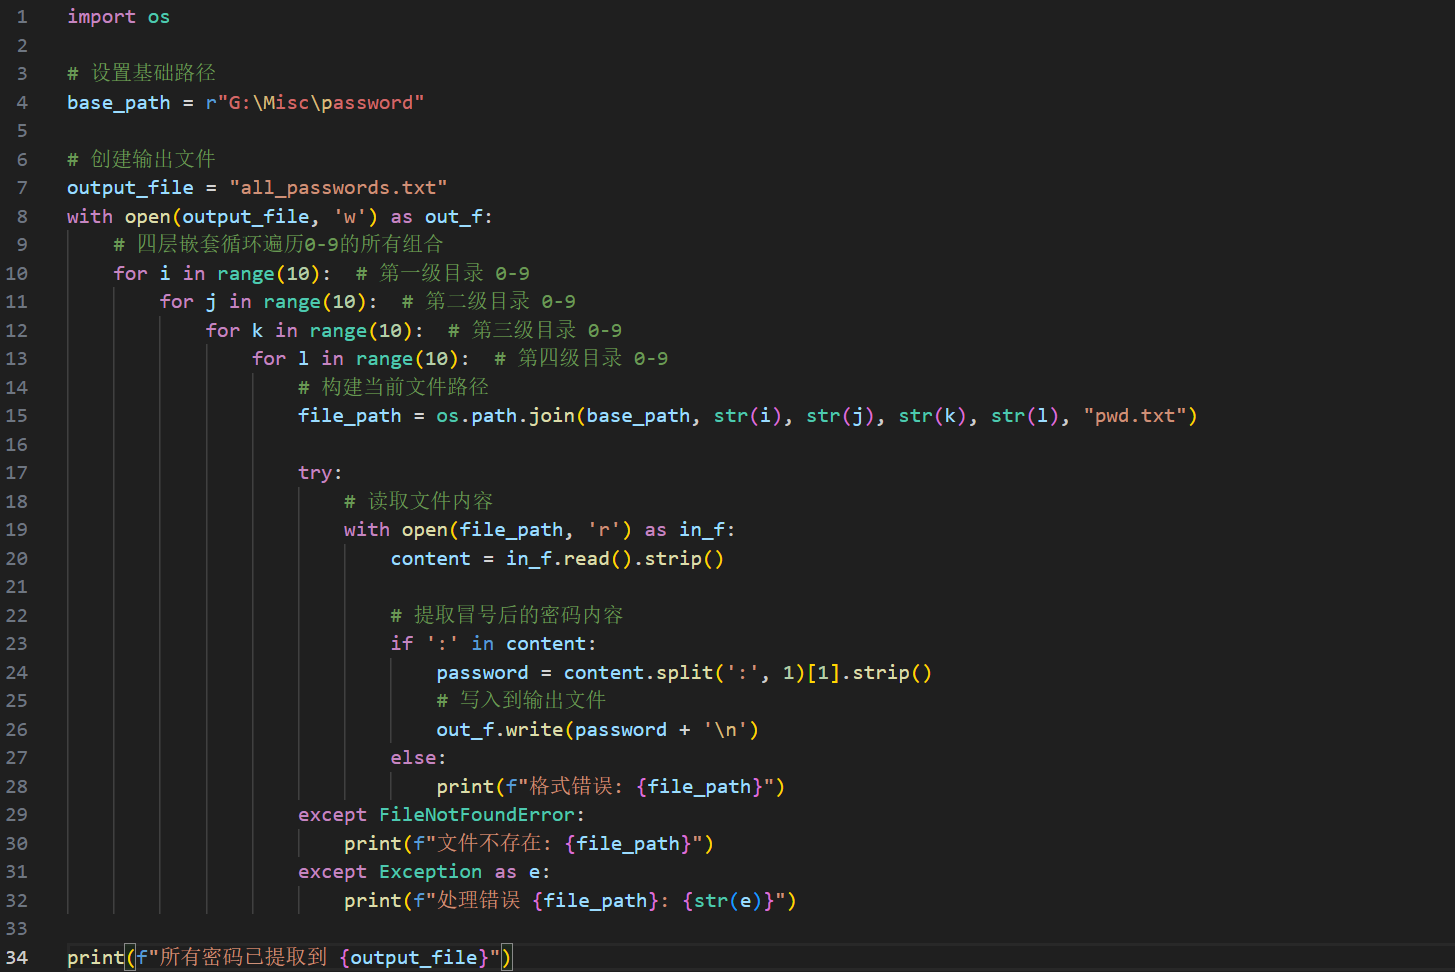 1 import os
2
3 # 设置基础路径
4 base_path = r"G:\Misc\password"
5
6 # 创建输出文件
7 output_file = "all_passwords.txt"
8 with open(output_file, 'w') as out_f:
9     # 四层嵌套循环遍历0-9的所有组合
10     for i in range(10):  # 第一级目录 0-9
11         for j in range(10):  # 第二级目录 0-9
12             for k in range(10):  # 第三级目录 0-9
13                 for l in range(10):  # 第四级目录 0-9
14                     # 构建当前文件路径
15                     file_path = os.path.join(base_path, str(i), str(j), str(k), str(l), "pwd.txt")
16
17                     try:
18                         # 读取文件内容
19                         with open(file_path, 'r') as in_f:
20                             content = in_f.read().strip()
21
22                             # 提取冒号后的密码内容
23                             if ':' in content:
24                                 password = content.split(':', 1)[1].strip()
25                                 # 写入到输出文件
26                                 out_f.write(password + '\n')
27                             else:
28                                 print(f"格式错误: {file_path}")
29                     except FileNotFoundError:
30                         print(f"文件不存在: {file_path}")
31                     except Exception as e:
32                         print(f"处理错误 {file_path}: {str(e)}")
33
34 print(f"所有密码已提取到 {output_file}")